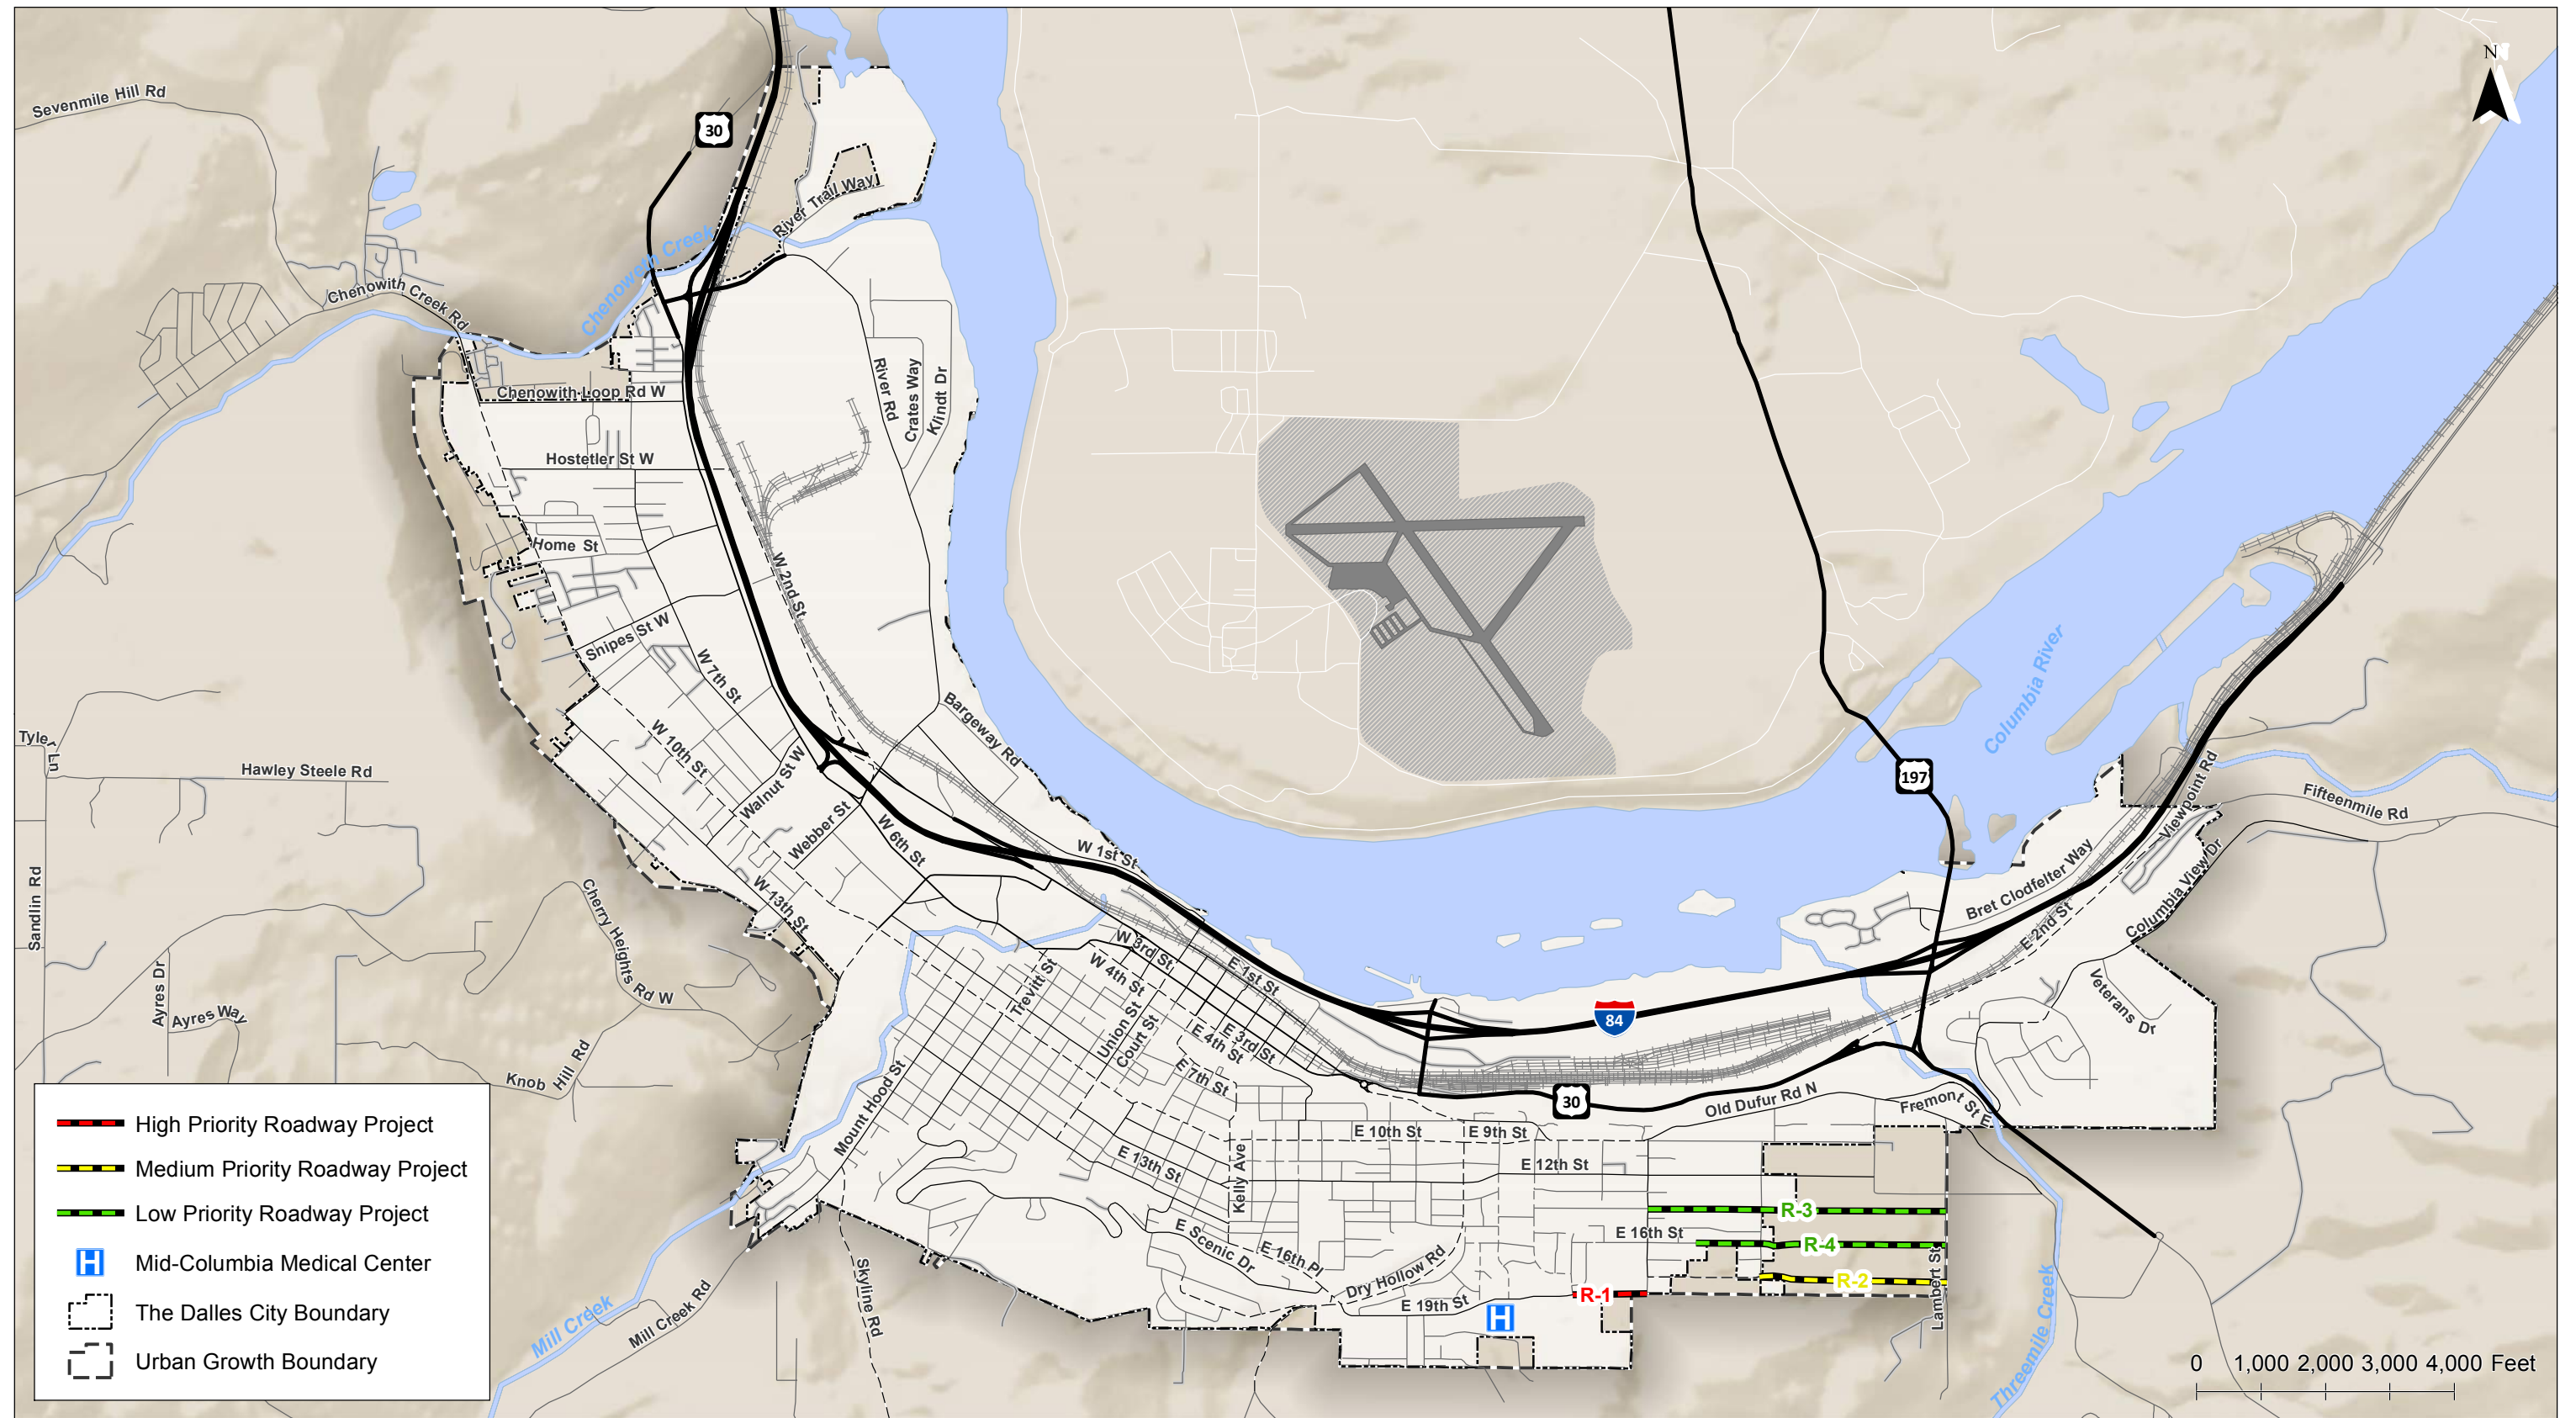 N
Sevenmile Hill Rd
30
River Trail Way
Chenoweth Creek
Chenowith Creek Rd
Chenowith Loop Rd W
River Rd
Crates Way
Klindt Dr
Hostetler St W
Home St
W 2nd St
Snipes St W
W 7th St
Columbia River
Bargeway Rd
Tyler Ln
W 10th St
Hawley Steele Rd
197
Viewpoint Rd
Fifteenmile Rd
Walnut St W
Webber St
W 6th St
W 1st St
Bret Clodfelter Way
Columbia View Dr
Sandlin Rd
W 13th St
Cherry Heights Rd W
E 2nd St
W 3rd St
W 4th St
E 1st St
Trevitt St
Veterans Dr
Ayres Dr
Ayres Way
84
Union St
Court St
E 3rd St
E 4th St
Knob Hill Rd
E 7th St
Mount Hood St
30
Old Dufur Rd N
Fremont St E
E 10th St
E 9th St
E 13th St
Kelly Ave
E 12th St
R-3
E Scenic Dr
E 16th Pl
E 16th St
R-4
Dry Hollow Rd
R-2
R-1
E 19th St
H
Lambert St
Skyline Rd
Mill Creek
Mill Creek Rd
Threemile Creek
High Priority Roadway Project
Medium Priority Roadway Project
Low Priority Roadway Project
H Mid-Columbia Medical Center
The Dalles City Boundary
Urban Growth Boundary
0 1,000 2,000 3,000 4,000 Feet